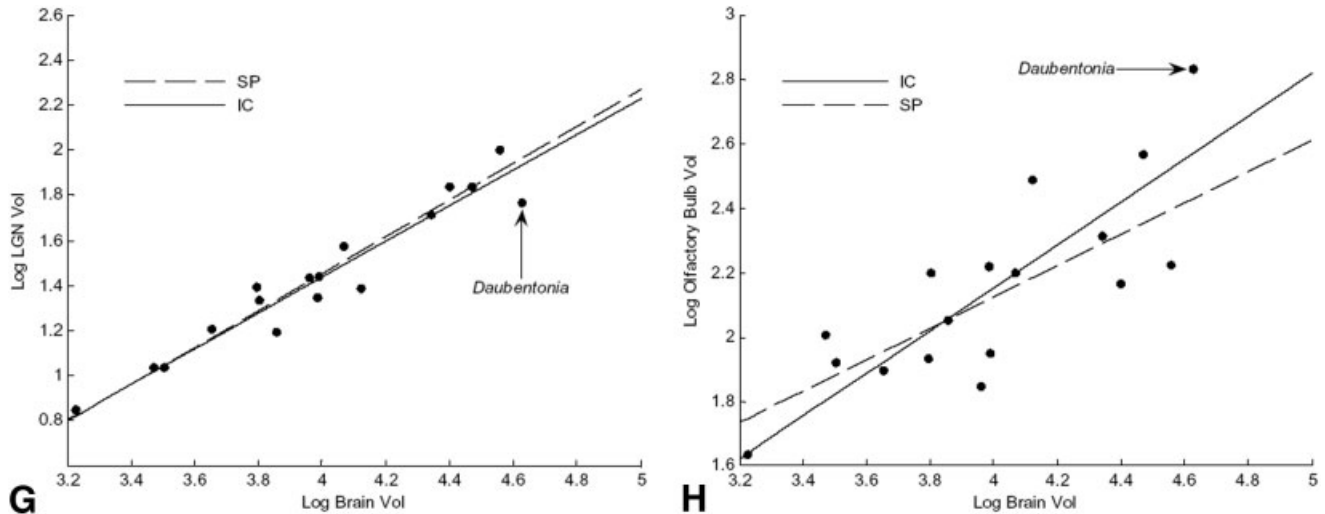 2.6
2.4
2.2
2
1.8
1.6
1.4
1.2
1
0.8
Log LGN Vol
SP
IC
Daubentonia
3.2 3.4 3.6 3.8 4 4.2 4.4 4.6 4.8 5
Log Brain Vol
G
3
2.8
2.6
2.4
2.2
2
1.8
1.6
Log Olfactory Bulb Vol
Daubentonia
IC
SP
3.2 3.4 3.6 3.8 4 4.2 4.4 4.6 4.8 5
Log Brain Vol
H